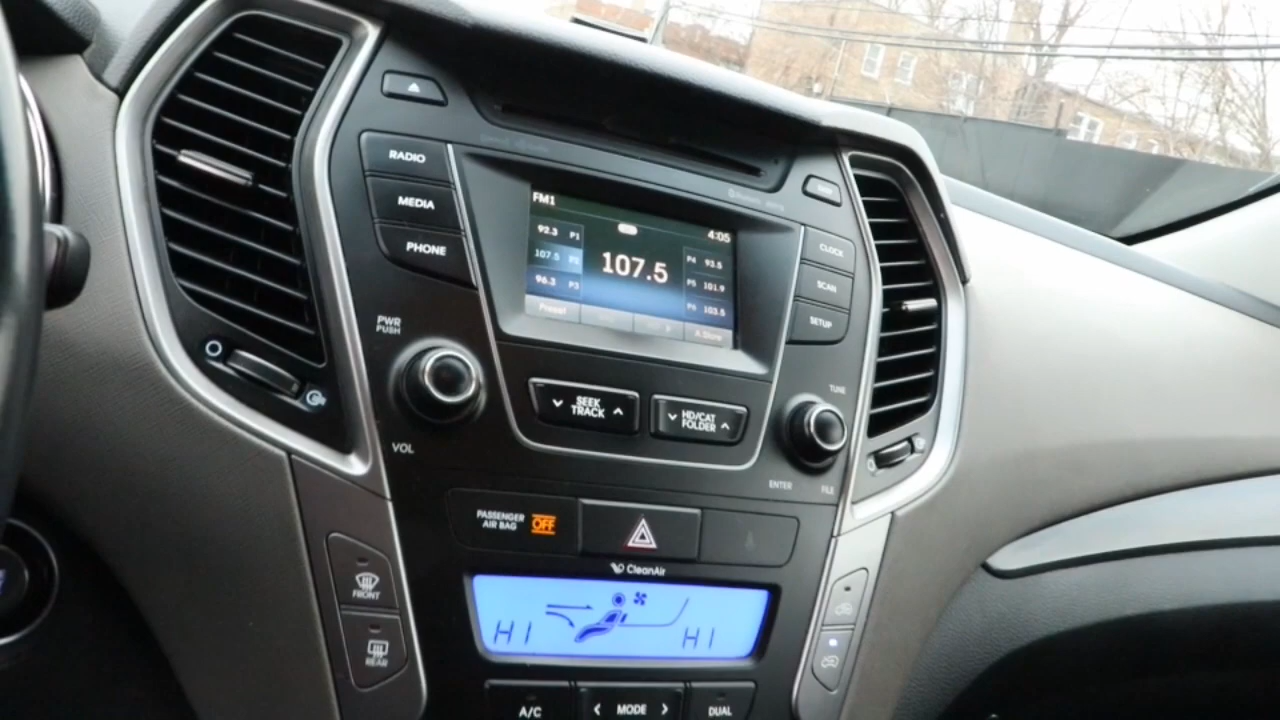 RADIO
MEDIA
PHONE
FM1
4:05
92.3 P1
107.5 P2
96.3 P3
107.5
P4 93.5
P5 101.9
P6 103.5
Preset
A.Store
CLOCK
SCAN
SETUP
PWR
PUSH
VOL
SEEK
TRACK
HD/CAT
FOLDER
TUNE
ENTER
FILE
PASSENGER
AIR BAG
OFF
CleanAir
HI
HI
FRONT
REAR
A/C
MODE
DUAL